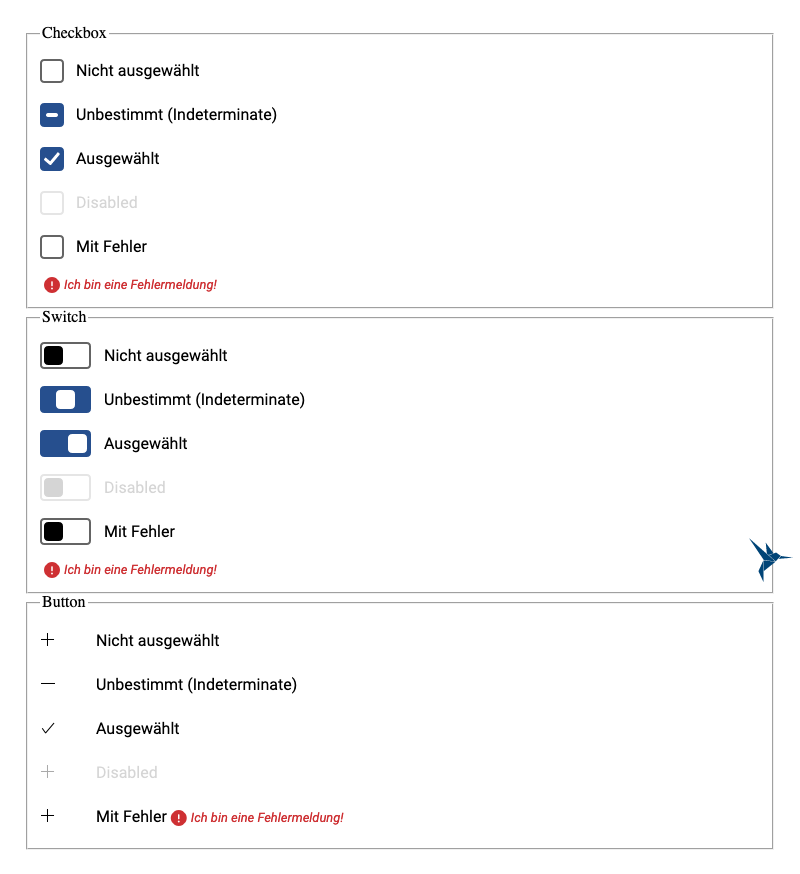 Checkbox
Nicht ausgewählt
Unbestimmt (Indeterminate)
Ausgewählt
Disabled
Mit Fehler
Ich bin eine Fehlermeldung!
Switch
Nicht ausgewählt
Unbestimmt (Indeterminate)
Ausgewählt
Disabled
Mit Fehler
Ich bin eine Fehlermeldung!
Button
Nicht ausgewählt
Unbestimmt (Indeterminate)
Ausgewählt
Disabled
Mit Fehler Ich bin eine Fehlermeldung!